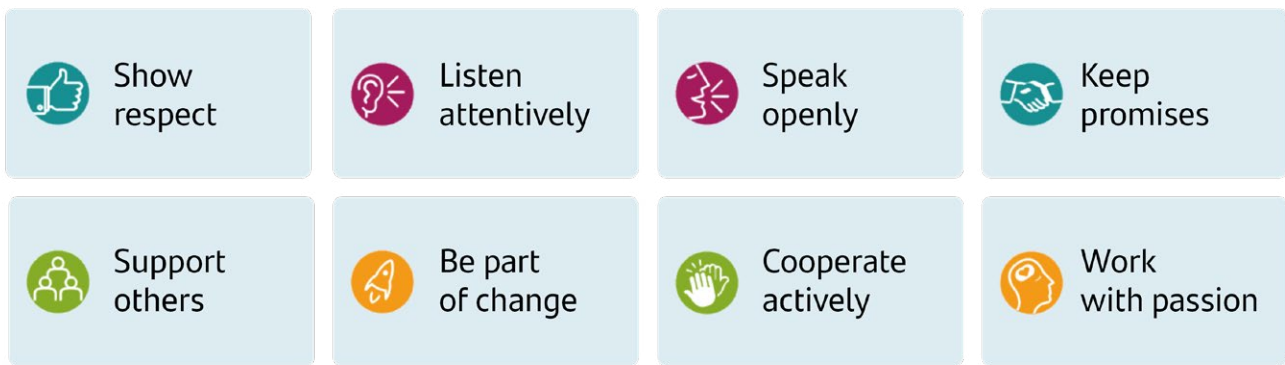 Show
respect
Listen
attentively
Speak
openly
Keep
promises
Support
others
Be part
of change
Cooperate
actively
Work
with passion